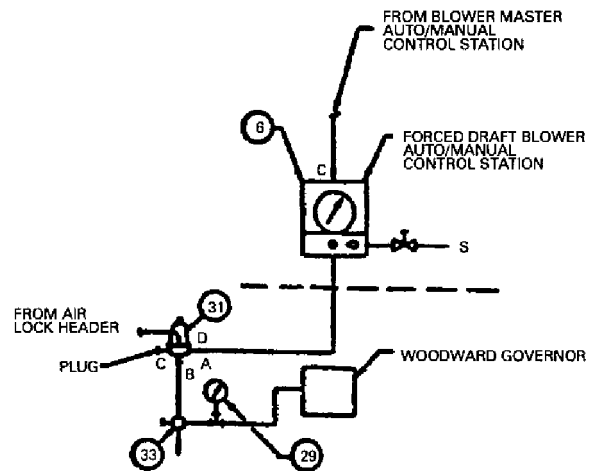 FROM BLOWER MASTER
AUTO/MANUAL
CONTROL STATION
6
FORCED DRAFT BLOWER
AUTO/MANUAL
CONTROL STATION
C
S
FROM AIR
LOCK HEADER
31
D
PLUG
C
A
B
WOODWARD GOVERNOR
33
29